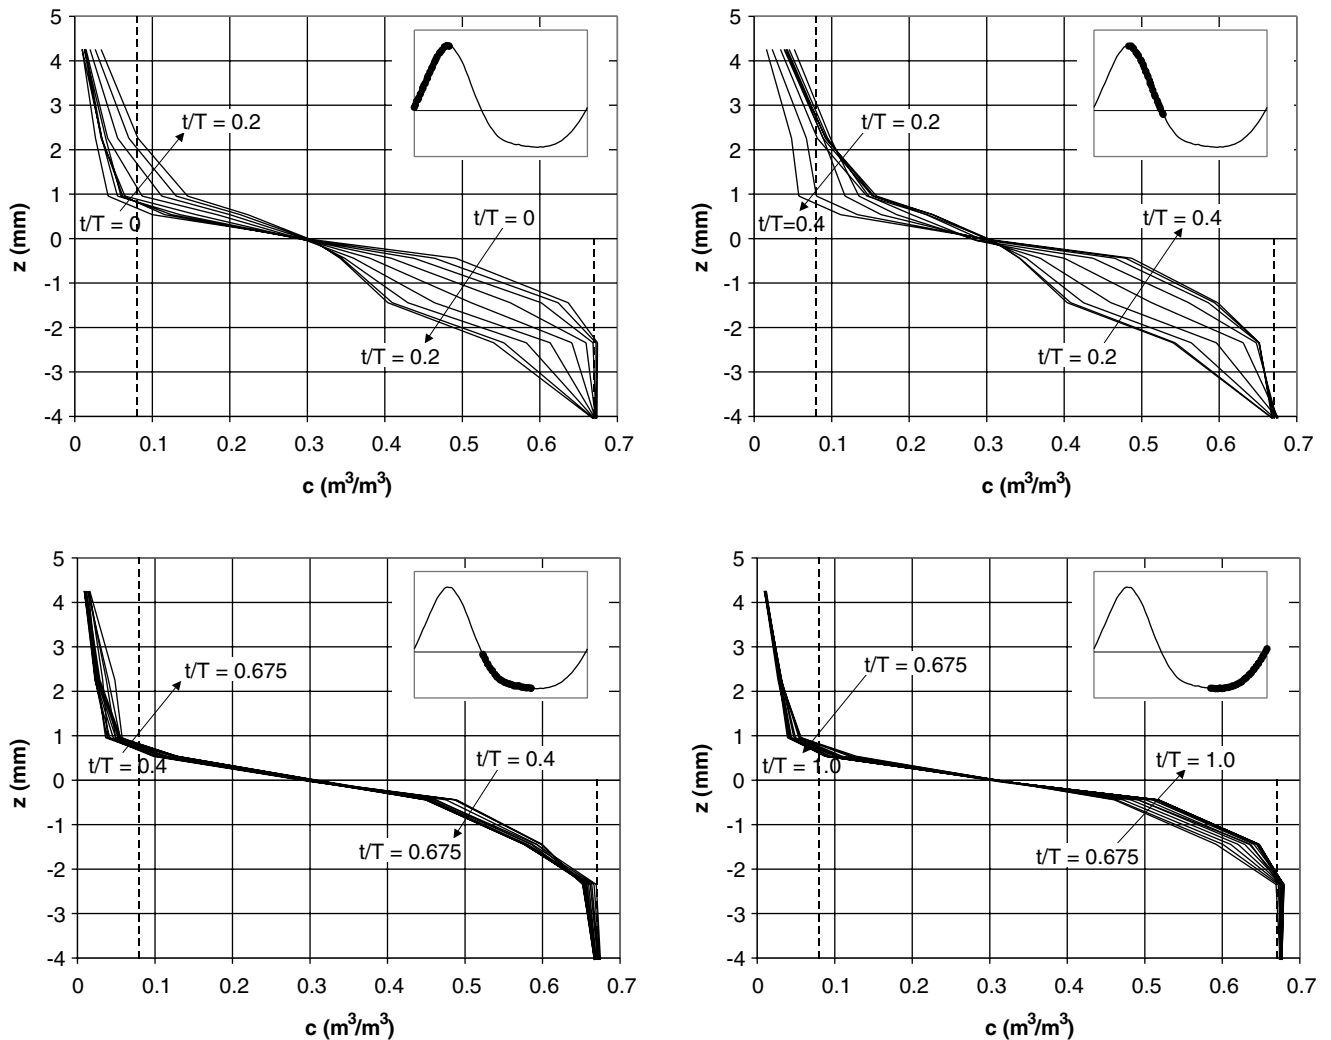 5
4
3
2
1
0
-1
-2
-3
-4
z (mm)
t/T = 0.2
t/T = 0
t/T = 0
t/T = 0.2
0 0.1 0.2 0.3 0.4 0.5 0.6 0.7
c (m³/m³)
5
4
3
2
1
0
-1
-2
-3
-4
z (mm)
t/T = 0.2
t/T=0.4
t/T = 0.4
t/T = 0.2
0 0.1 0.2 0.3 0.4 0.5 0.6 0.7
c (m³/m³)
5
4
3
2
1
0
-1
-2
-3
-4
z (mm)
t/T = 0.675
t/T = 0.4
t/T = 0.4
t/T = 0.675
0 0.1 0.2 0.3 0.4 0.5 0.6 0.7
c (m³/m³)
5
4
3
2
1
0
-1
-2
-3
-4
z (mm)
t/T = 0.675
t/T = 1.0
t/T = 1.0
t/T = 0.675
0 0.1 0.2 0.3 0.4 0.5 0.6 0.7
c (m³/m³)